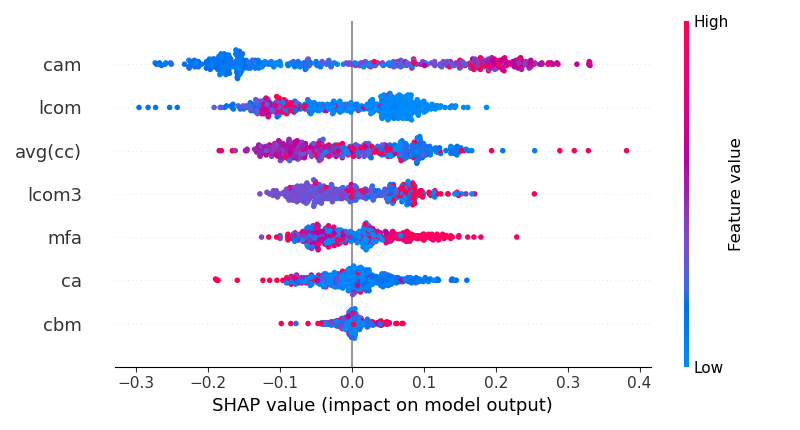 High
cam
lcom
avg(cc)
lcom3
mfa
ca
cbm
Feature value
Low
−0.3 −0.2 −0.1 0.0 0.1 0.2 0.3 0.4
SHAP value (impact on model output)